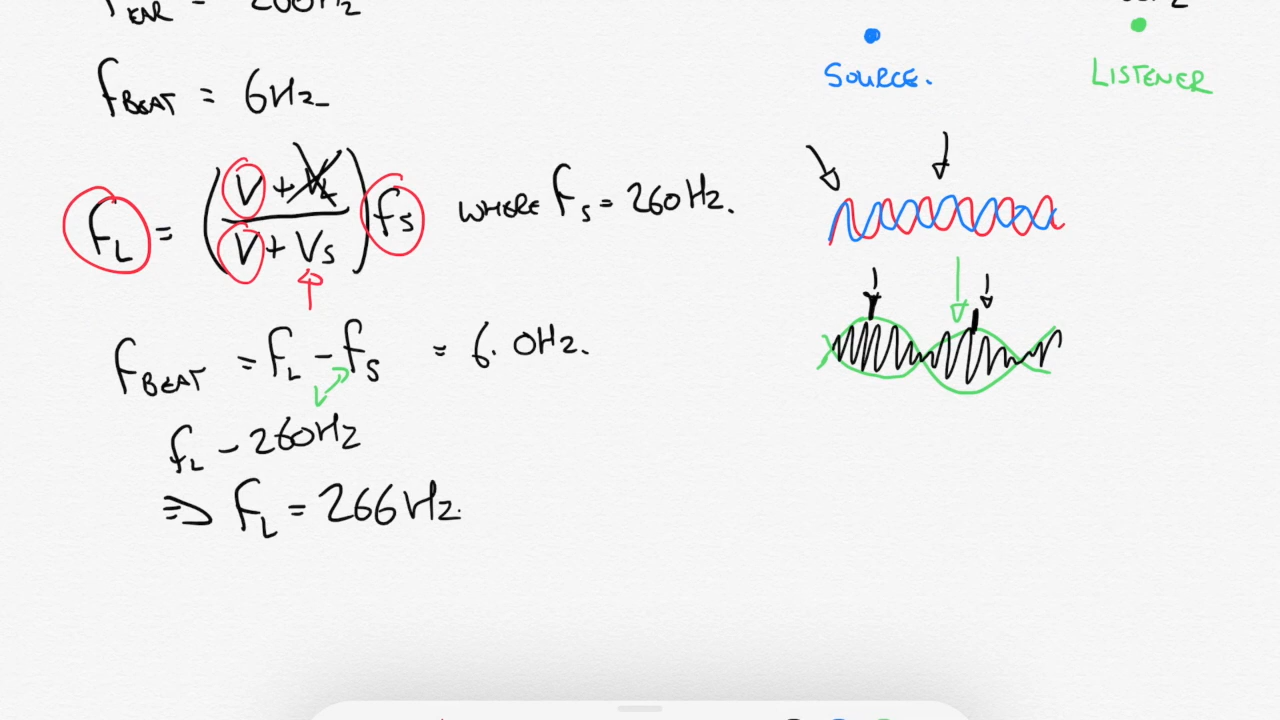 f_BEAT = 6Hz
SOURCE.
LISTENER
f_L = ( (V + V_L) / (V + V_S) ) f_S WHERE f_S = 260Hz.
f_BEAT = f_L - f_S = 6.0Hz.
f_L - 260Hz
⇒ f_L = 266Hz.